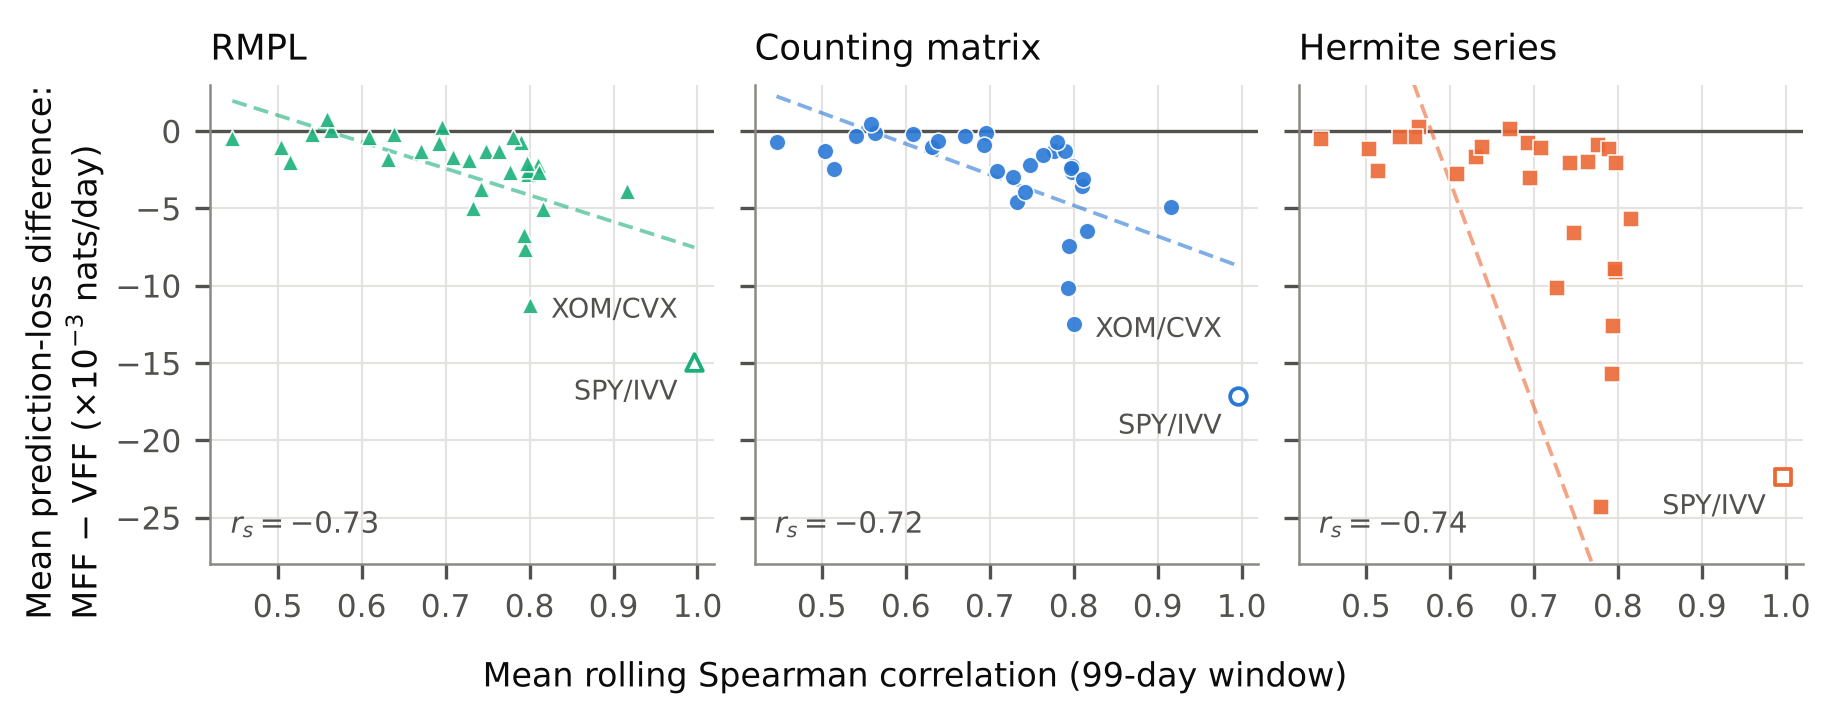 RMPL
Counting matrix
Hermite series
Mean prediction-loss difference:
MFF − VFF (×10⁻³ nats/day)
0
−5
−10
−15
−20
−25
XOM/CVX
SPY/IVV
rₛ = −0.73
XOM/CVX
SPY/IVV
rₛ = −0.72
SPY/IVV
rₛ = −0.74
0.5 0.6 0.7 0.8 0.9 1.0
0.5 0.6 0.7 0.8 0.9 1.0
0.5 0.6 0.7 0.8 0.9 1.0
Mean rolling Spearman correlation (99-day window)